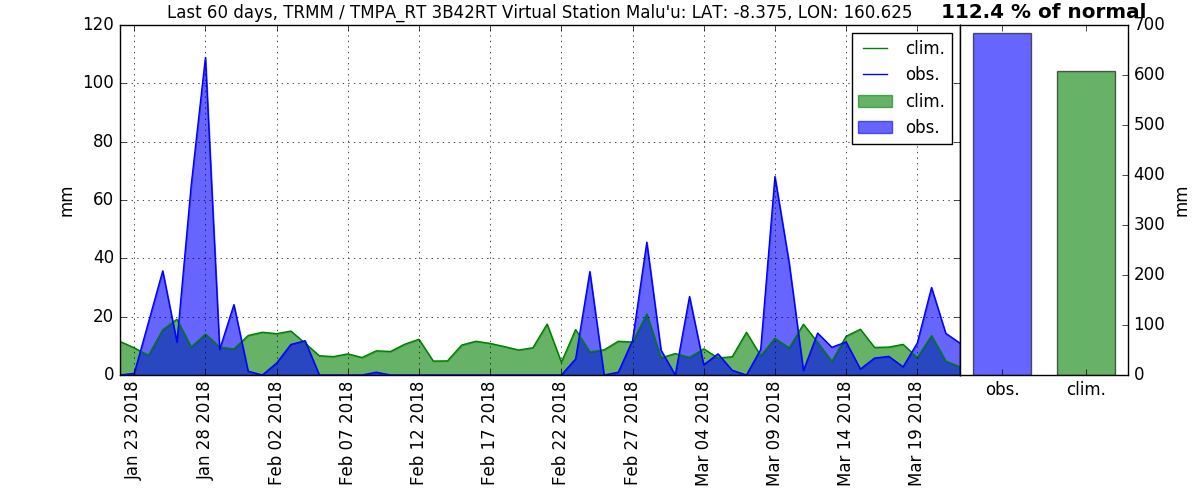 Last 60 days, TRMM / TMPA_RT 3B42RT Virtual Station Malu'u: LAT: -8.375, LON: 160.625
112.4 % of normal
120
100
80
60
40
20
0
mm
clim.
obs.
clim.
obs.
700
600
500
400
300
200
100
0
mm
Jan 23 2018
Jan 28 2018
Feb 02 2018
Feb 07 2018
Feb 12 2018
Feb 17 2018
Feb 22 2018
Feb 27 2018
Mar 04 2018
Mar 09 2018
Mar 14 2018
Mar 19 2018
obs.
clim.